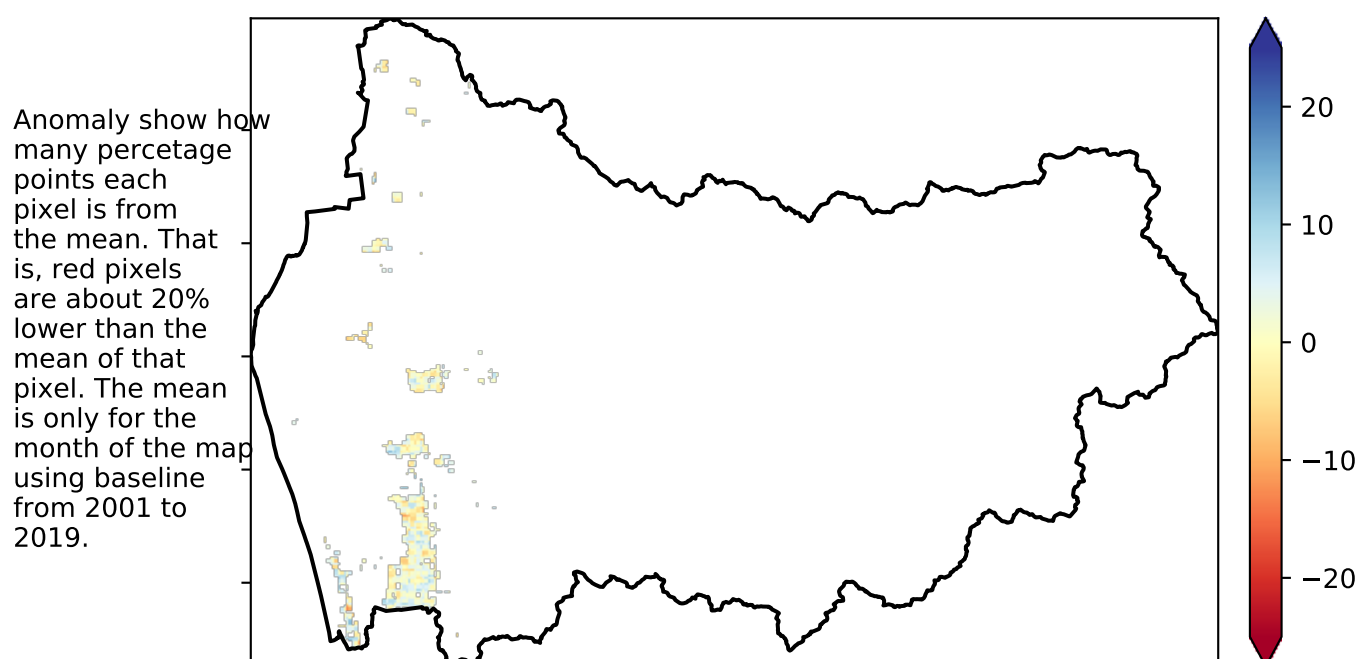 Anomaly show how
many percetage
points each
pixel is from
the mean. That
is, red pixels
are about 20%
lower than the
mean of that
pixel. The mean
is only for the
month of the map
using baseline
from 2001 to
2019.
20
10
0
−10
−20